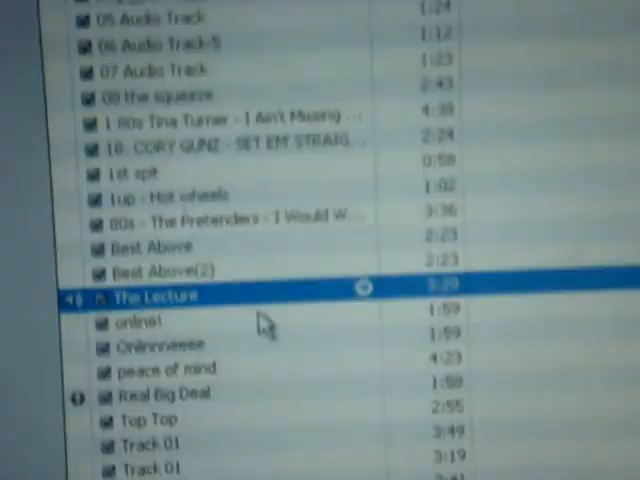 1:24
05 Audio Track 1:12
06 Audio Track-5 1:23
07 Audio Track 2:43
08 the squeeze 4:39
1 80s Tina Turner - I Ain't Missing ... 2:24
10. CORY GUNZ - SET EM STRAIG... 0:58
1st spit 1:02
1up - Hot wheels 3:36
80s - The Pretenders - I Would W... 2:23
Best Above 2:23
Best Above(2)
The Lecture 3:29
online! 1:59
Onlinnneeee 1:59
peace of mind 4:23
Real Big Deal 1:58
Top Top 2:55
Track 01 3:49
Track 01 3:19